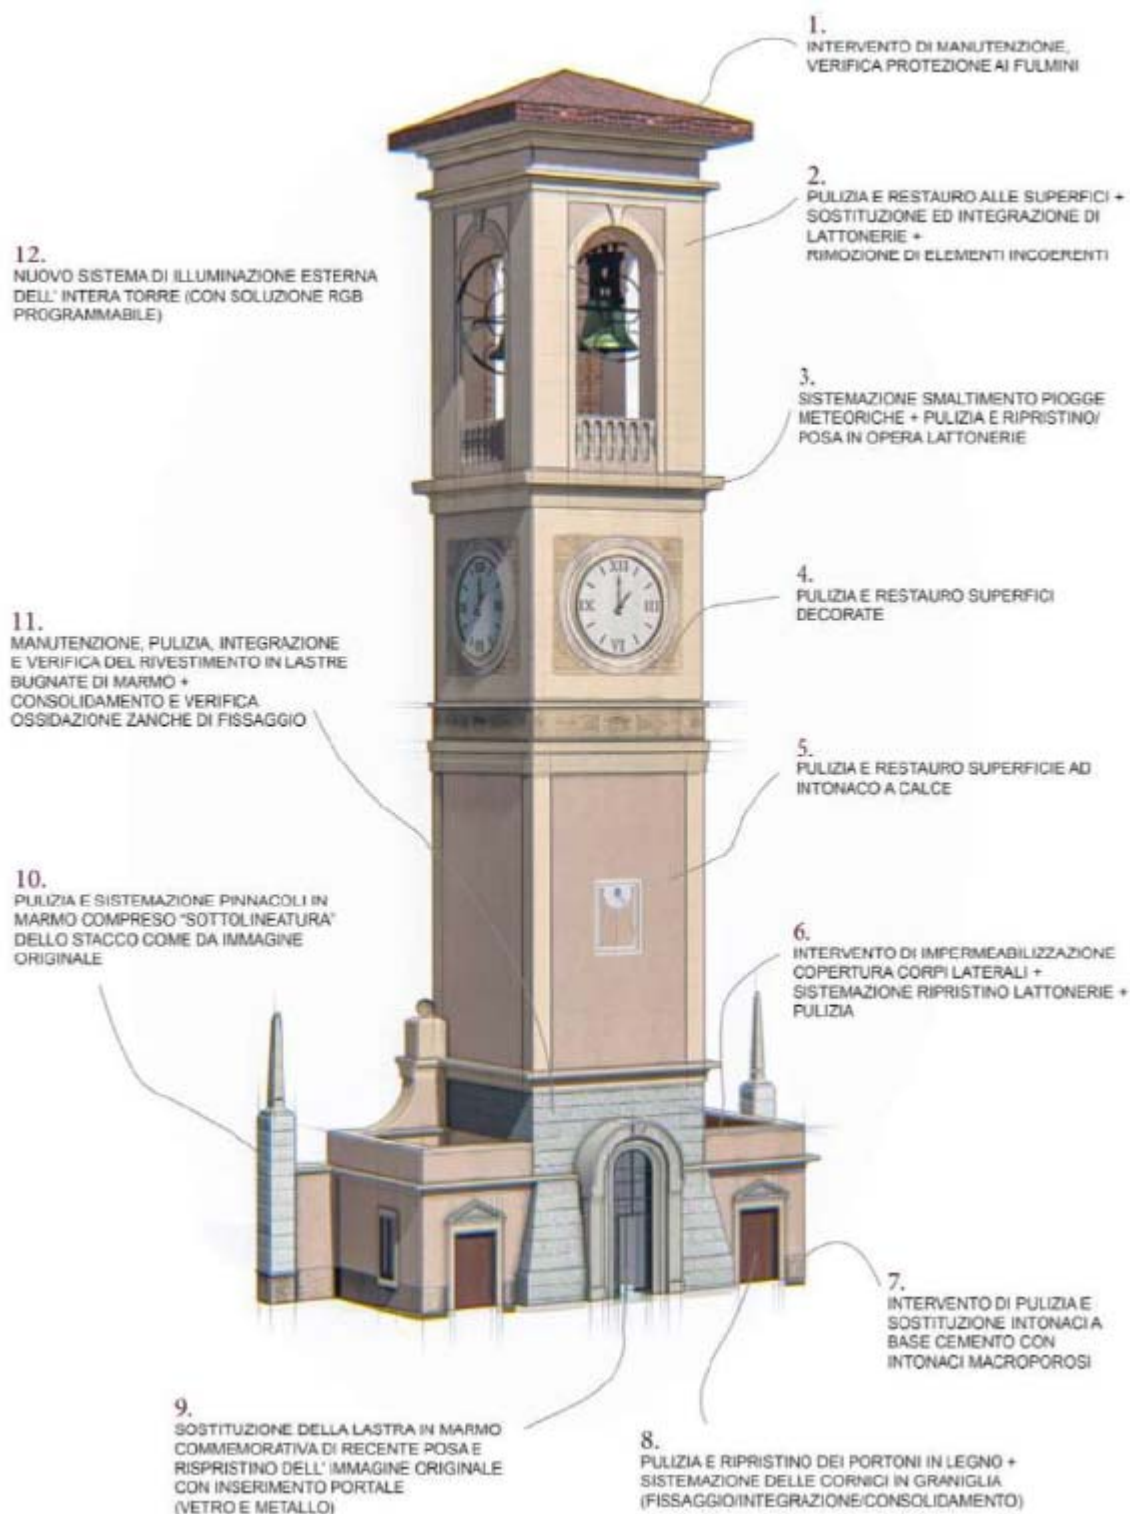 1.
INTERVENTO DI MANUTENZIONE,
VERIFICA PROTEZIONE AI FULMINI
2.
PULIZIA E RESTAURO ALLE SUPERFICI +
SOSTITUZIONE ED INTEGRAZIONE DI
LATTONERIE +
RIMOZIONE DI ELEMENTI INCOERENTI
3.
SISTEMAZIONE SMALTIMENTO PIOGGE
METEORICHE + PULIZIA E RIPRISTINO/
POSA IN OPERA LATTONERIE
XII
III
VI
IX
4.
PULIZIA E RESTAURO SUPERFICI
DECORATE
5.
PULIZIA E RESTAURO SUPERFICIE AD
INTONACO A CALCE
6.
INTERVENTO DI IMPERMEABILIZZAZIONE
COPERTURA CORPI LATERALI +
SISTEMAZIONE RIPRISTINO LATTONERIE +
PULIZIA
7.
INTERVENTO DI PULIZIA E
SOSTITUZIONE INTONACI A
BASE CEMENTO CON
INTONACI MACROPOROSI
8.
PULIZIA E RIPRISTINO DEI PORTONI IN LEGNO +
SISTEMAZIONE DELLE CORNICI IN GRANIGLIA
(FISSAGGIO/INTEGRAZIONE/CONSOLIDAMENTO)
9.
SOSTITUZIONE DELLA LASTRA IN MARMO
COMMEMORATIVA DI RECENTE POSA E
RISPRISTINO DELL' IMMAGINE ORIGINALE
CON INSERIMENTO PORTALE
(VETRO E METALLO)
10.
PULIZIA E SISTEMAZIONE PINNACOLI IN
MARMO COMPRESO "SOTTOLINEATURA"
DELLO STACCO COME DA IMMAGINE
ORIGINALE
11.
MANUTENZIONE, PULIZIA, INTEGRAZIONE
E VERIFICA DEL RIVESTIMENTO IN LASTRE
BUGNATE DI MARMO +
CONSOLIDAMENTO E VERIFICA
OSSIDAZIONE ZANCHE DI FISSAGGIO
12.
NUOVO SISTEMA DI ILLUMINAZIONE ESTERNA
DELL' INTERA TORRE (CON SOLUZIONE RGB
PROGRAMMABILE)